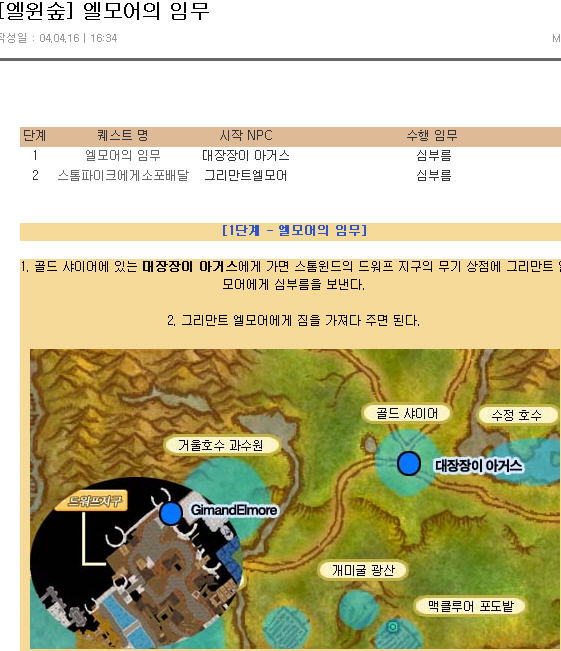 [엘윈숲] 엘모어의 임무
작성일 : 04.04.16 | 16:34
M
단계 퀘스트 명 시작 NPC 수행 임무
1 엘모어의 임무 대장장이 아거스 심부름
2 스톰파이크에게소포배달 그리만트엘모어 심부름
[1단계 - 엘모어의 임무]
1. 골드 샤이어에 있는 대장장이 아거스에게 가면 스톰윈드의 드워프 지구의 무기 상점에 그리만트 엘
모어에게 심부름을 보낸다.
2. 그리만트 엘모어에게 짐을 가져다 주면 된다.
골드 샤이어
수정 호수
거울호수 과수원
대장장이 아거스
드워프지구
GimandElmore
개미굴 광산
맥클루어 포도밭